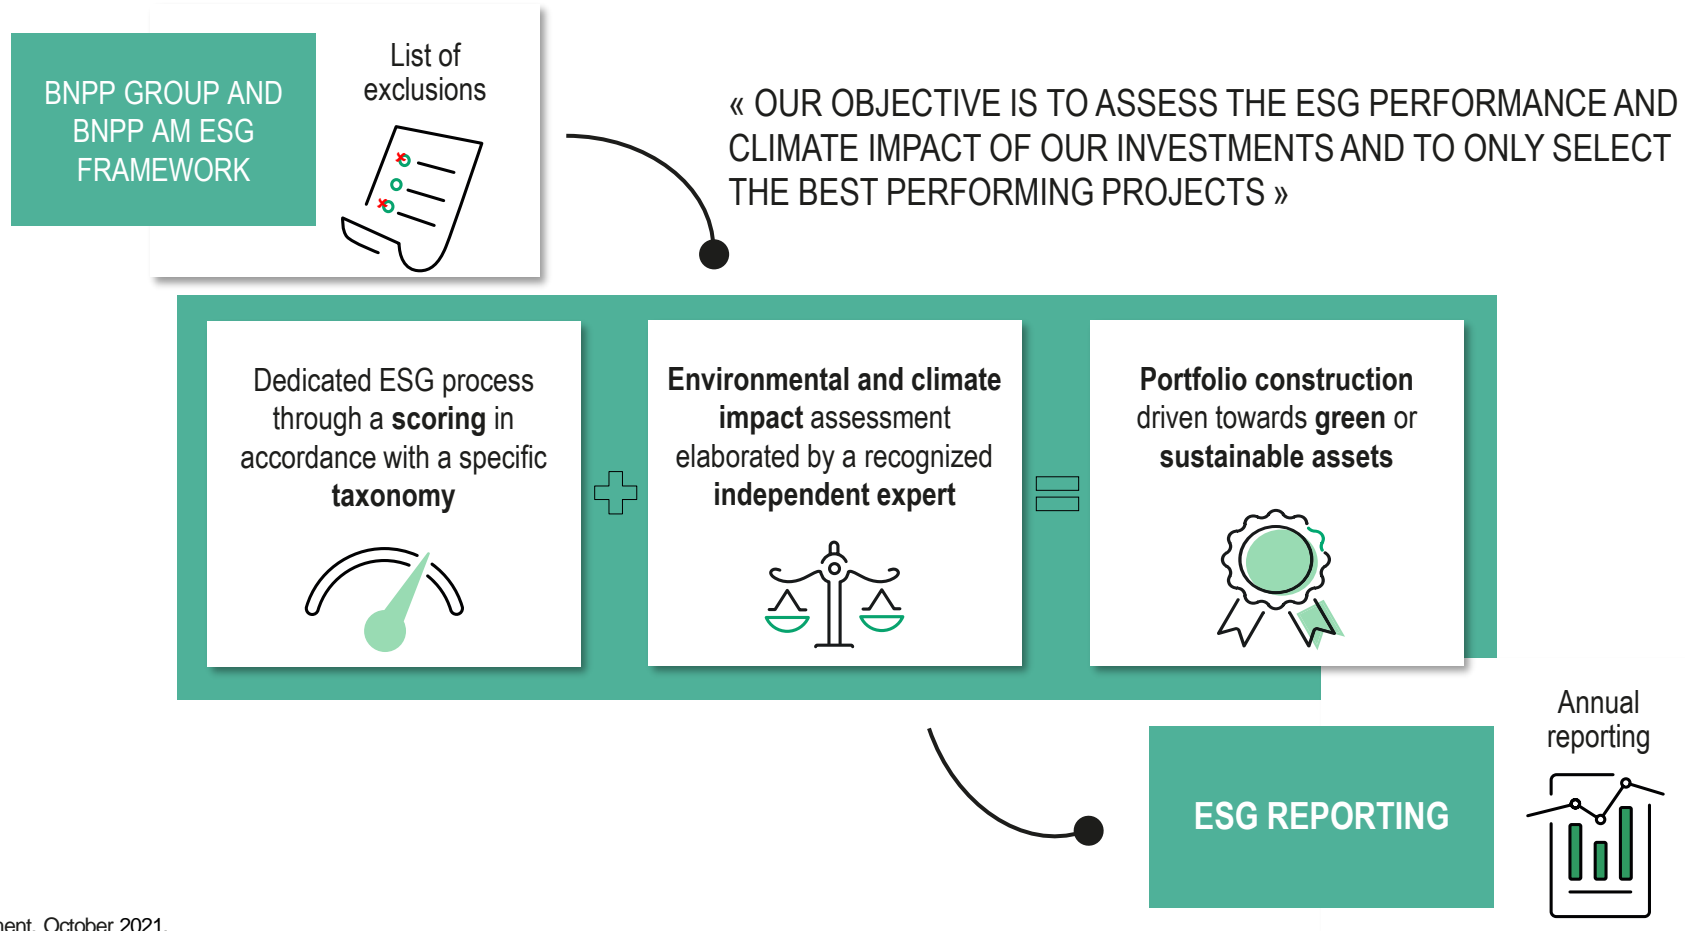 BNPP GROUP AND
BNPP AM ESG
FRAMEWORK
List of
exclusions
« OUR OBJECTIVE IS TO ASSESS THE ESG PERFORMANCE AND
CLIMATE IMPACT OF OUR INVESTMENTS AND TO ONLY SELECT
THE BEST PERFORMING PROJECTS »
Dedicated ESG process
through a scoring in
accordance with a specific
taxonomy
Environmental and climate
impact assessment
elaborated by a recognized
independent expert
Portfolio construction
driven towards green or
sustainable assets
Annual
reporting
ESG REPORTING
October 2021.